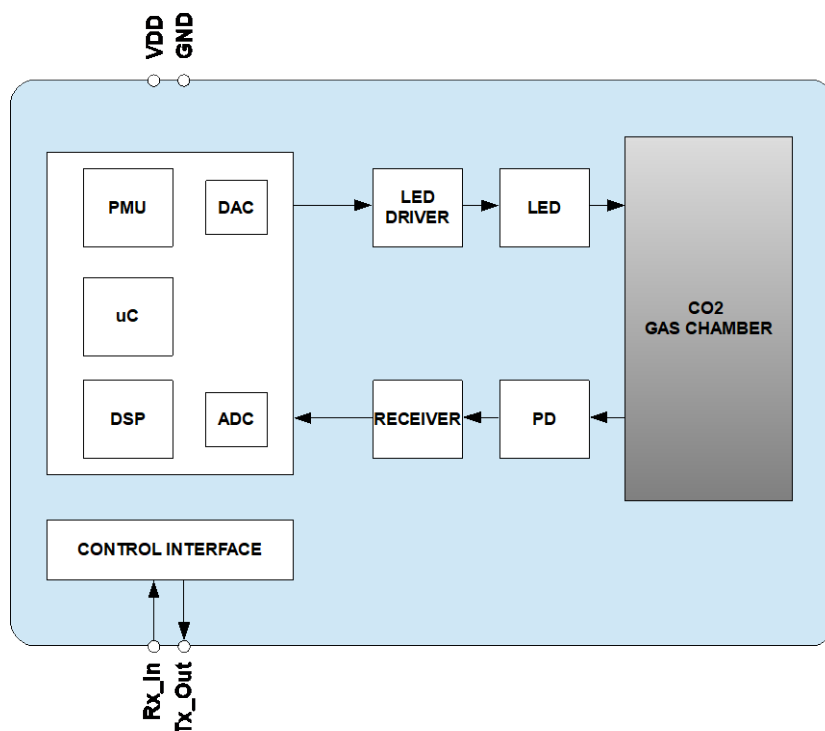 VDD
GND
PMU
DAC
LED
DRIVER
LED
uC
CO2
GAS CHAMBER
DSP
ADC
RECEIVER
PD
CONTROL INTERFACE
Rx_In
Tx_Out